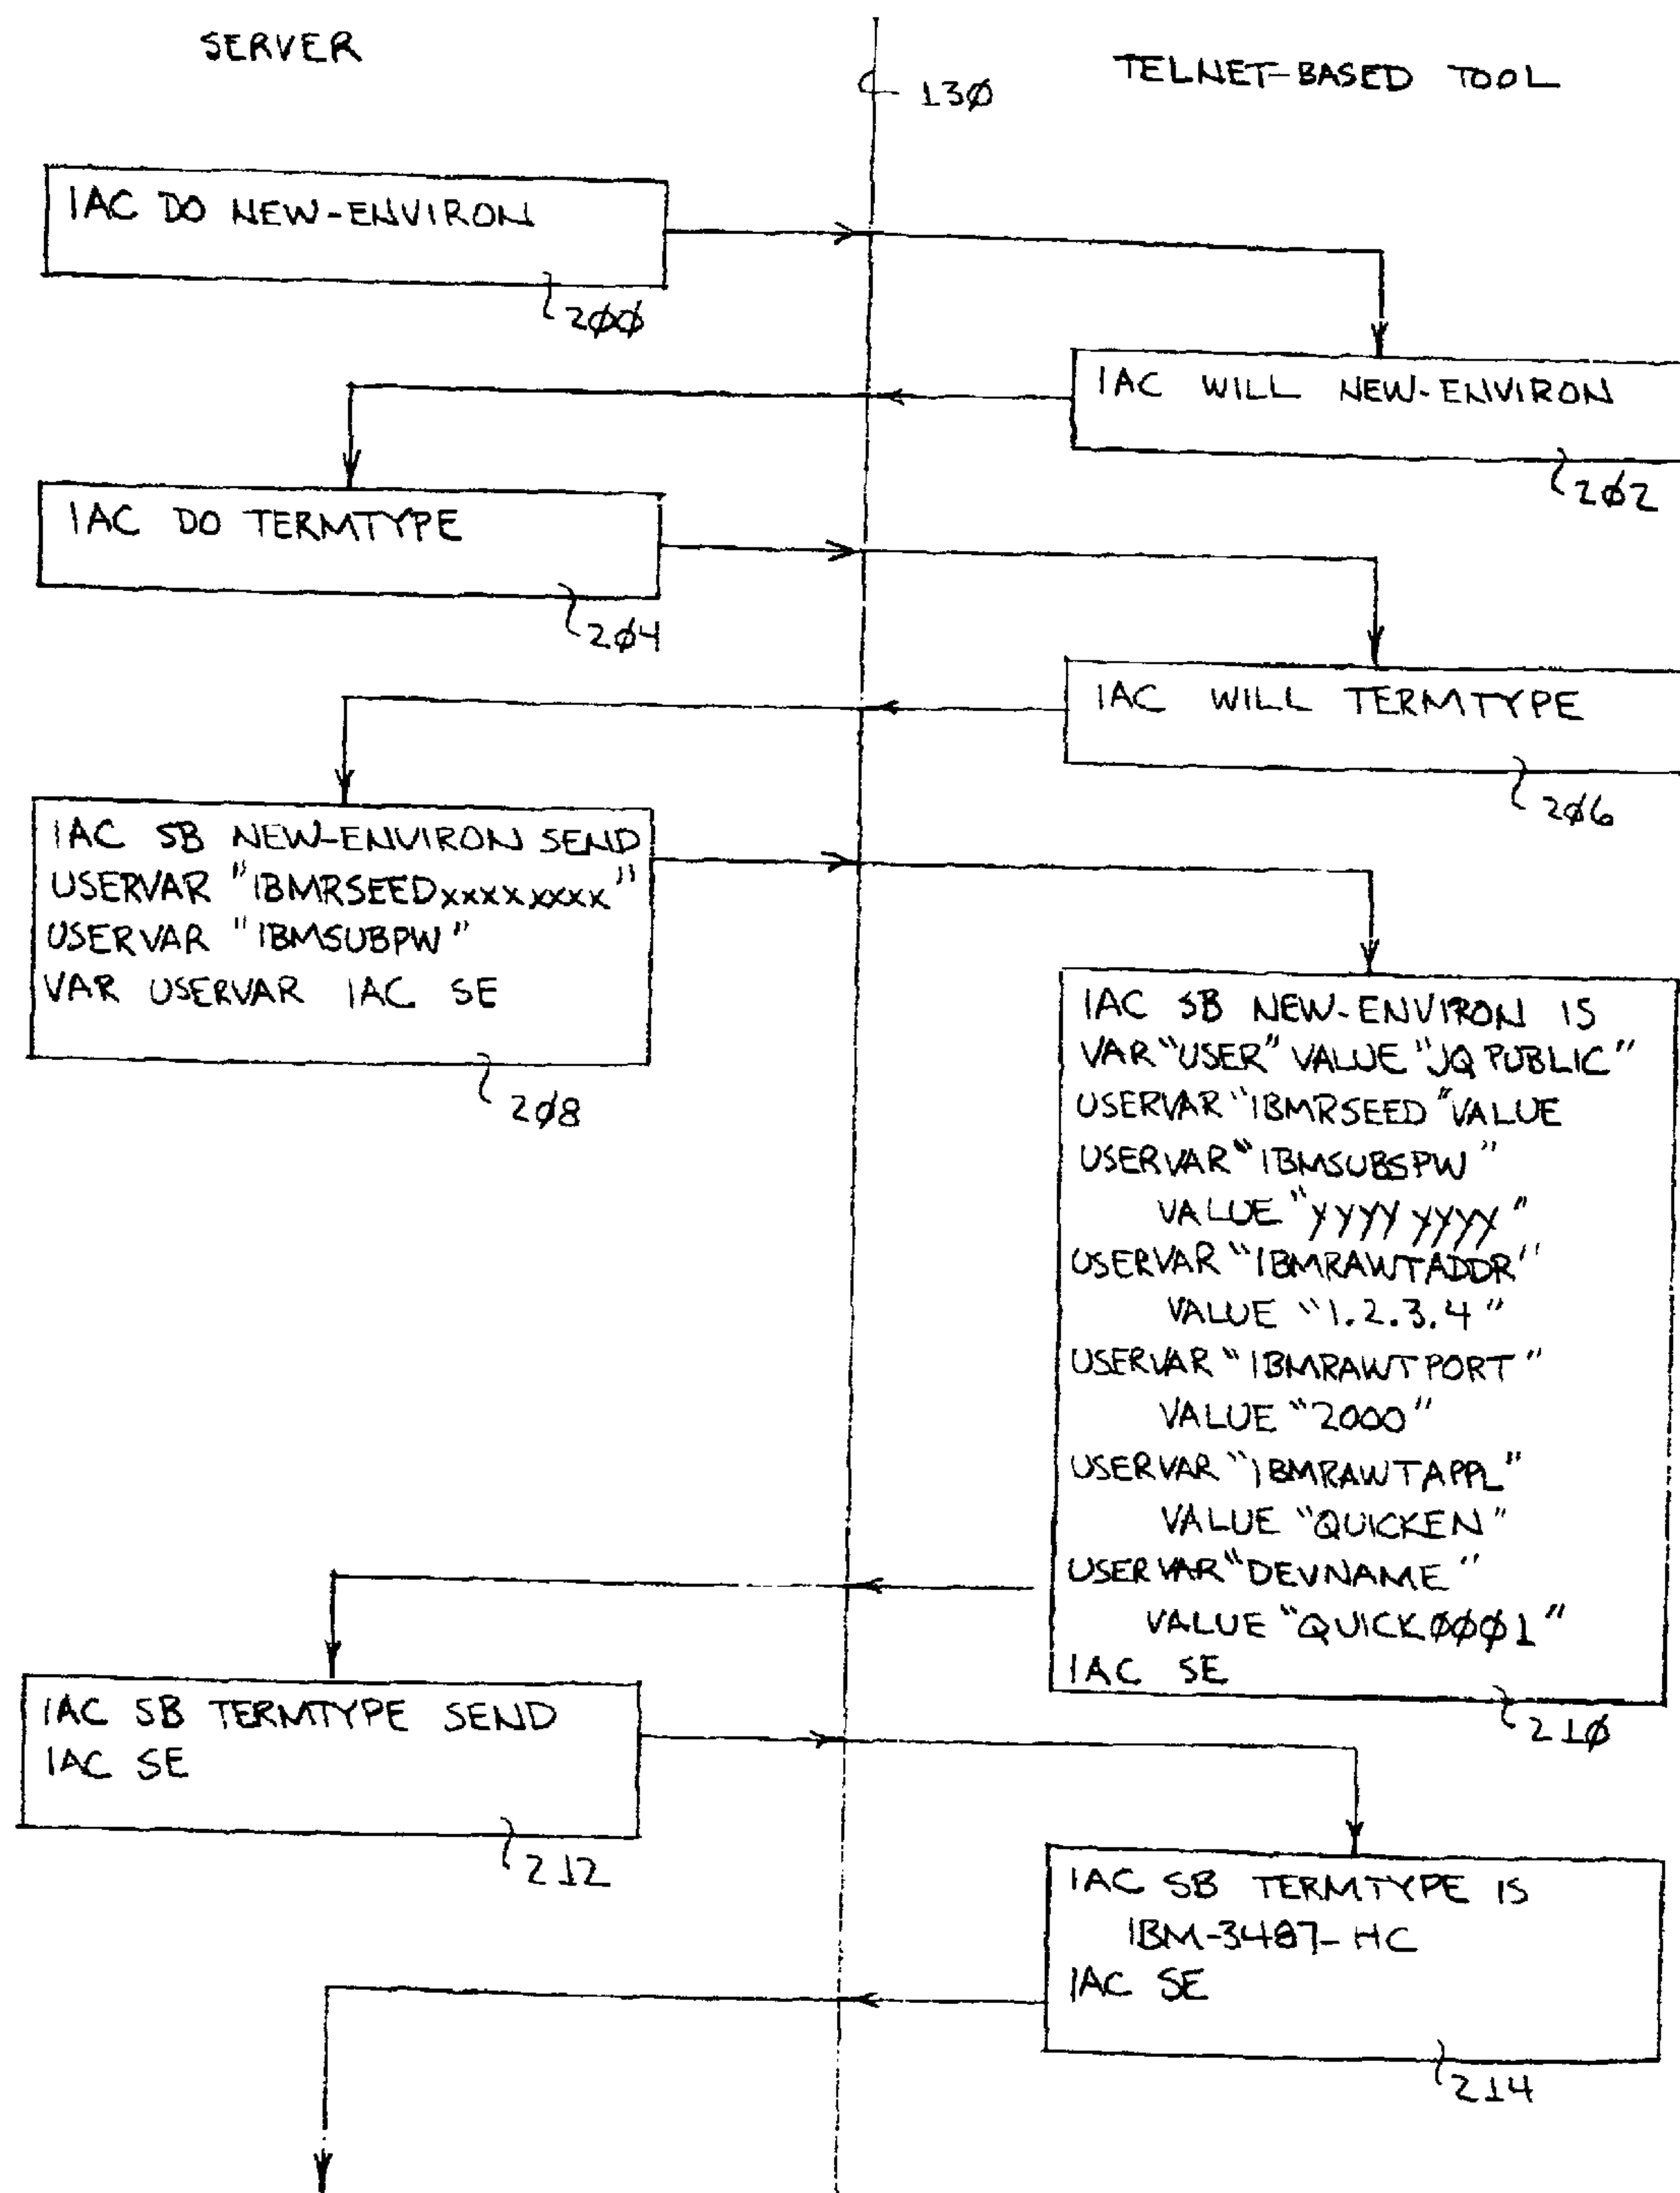 SERVER
TELNET-BASED TOOL
130
IAC DO NEW-ENVIRON
200
IAC WILL NEW-ENVIRON
202
IAC DO TERMTYPE
204
IAC WILL TERMTYPE
206
IAC SB NEW-ENVIRON SEND
USERVAR "IBMRSEEDxxxxxxxx"
USERVAR "IBMSUBPW"
VAR USERVAR IAC SE
208
IAC SB NEW-ENVIRON IS
VAR "USER" VALUE "JQPUBLIC"
USERVAR "IBMRSEED" VALUE
USERVAR "IBMSUBSPW"
VALUE "yyyyyyyy"
USERVAR "IBMRAWTADDR"
VALUE "1.2.3.4"
USERVAR "IBMRAWTPORT"
VALUE "2000"
USERVAR "IBMRAWTAPPL"
VALUE "QUICKEN"
USERVAR "DEVNAME"
VALUE "QUICK0001"
IAC SE
210
IAC SB TERMTYPE SEND
IAC SE
212
IAC SB TERMTYPE IS
IBM-3487-HC
IAC SE
214